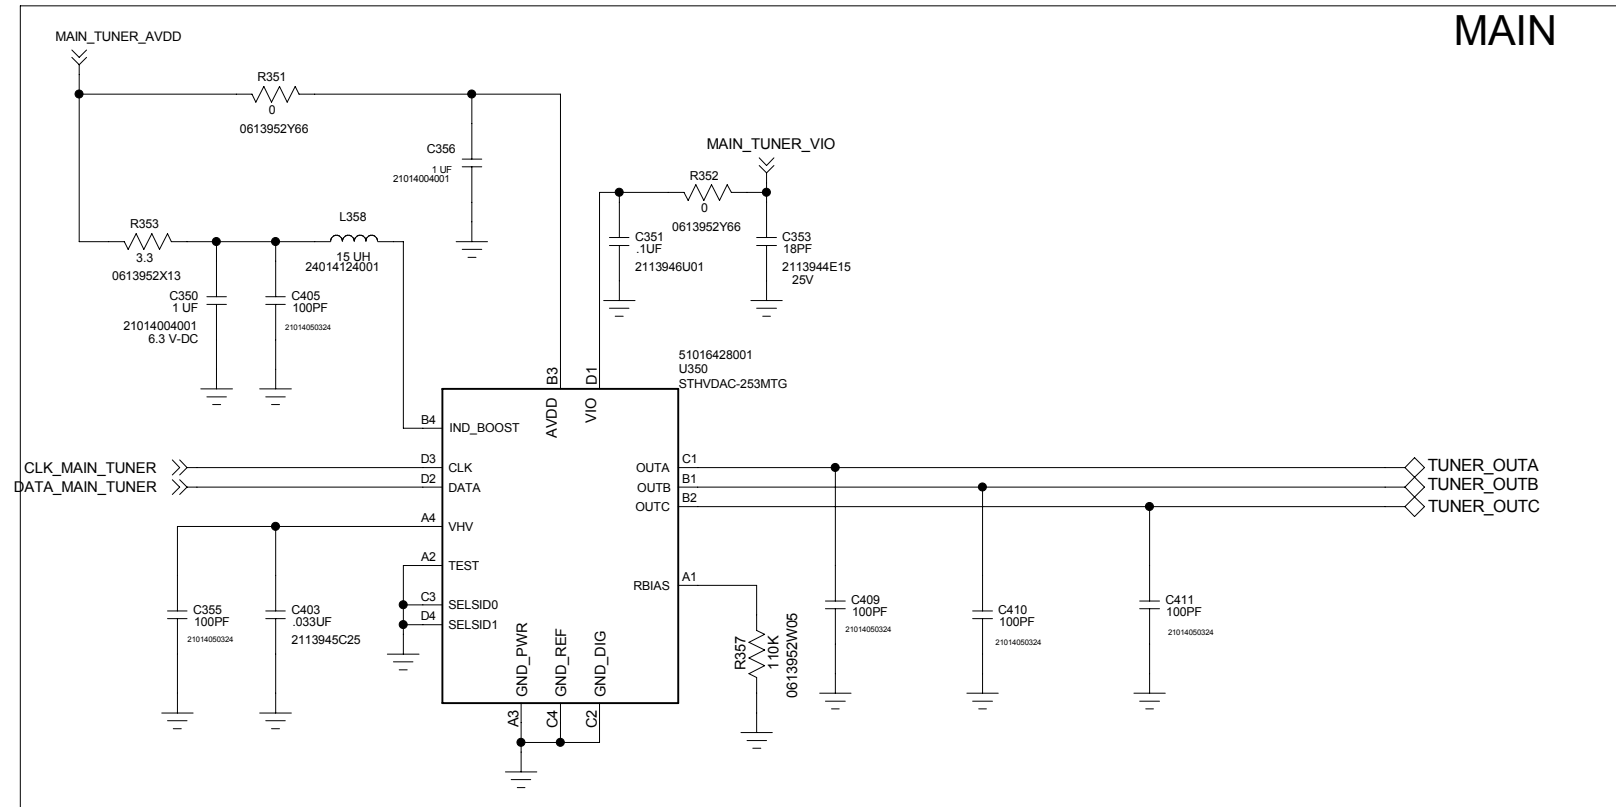 MAIN
MAIN_TUNER_AVDD
R351
0
0613952Y66
C356
1 UF
21014004001
MAIN_TUNER_VIO
R352
0
0613952Y66
C351
.1UF
2113946U01
C353
18PF
2113944E15
25V
R353
3.3
0613952X13
L358
15 UH
24014124001
C350
1 UF
21014004001
6.3 V-DC
C405
100PF
21014050324
51016428001
U350
STHVDAC-253MTG
B3
D1
AVDD
VIO
B4
IND_BOOST
CLK_MAIN_TUNER
D3
CLK
DATA_MAIN_TUNER
D2
DATA
A4
VHV
A2
TEST
C3
SELSID0
D4
SELSID1
OUTA
C1
TUNER_OUTA
OUTB
B1
TUNER_OUTB
OUTC
B2
TUNER_OUTC
RBIAS
A1
GND_PWR
GND_REF
GND_DIG
A3
C4
C2
C355
100PF
21014050324
C403
.033UF
2113945C25
R357
110K
0613952W05
C409
100PF
21014050324
C410
100PF
21014050324
C411
100PF
21014050324